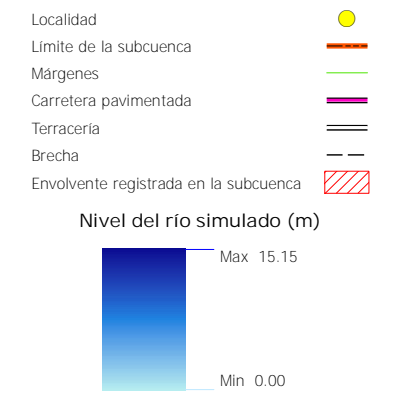 Localidad
Límite de la subcuenca
Márgenes
Carretera pavimentada
Terracería
Brecha
Envolvente registrada en la subcuenca
Nivel del río simulado (m)
Max 15.15
Min 0.00